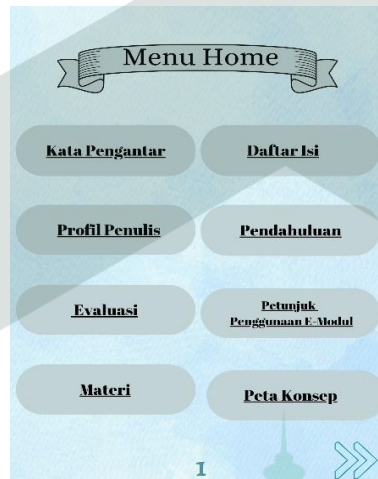 Menu Home
Kata Pengantar
Daftar Isi
Profil Penulis
Pendahuluan
Evaluasi
Petunjuk
Penggunaan E-Modul
Materi
Peta Konsep
1